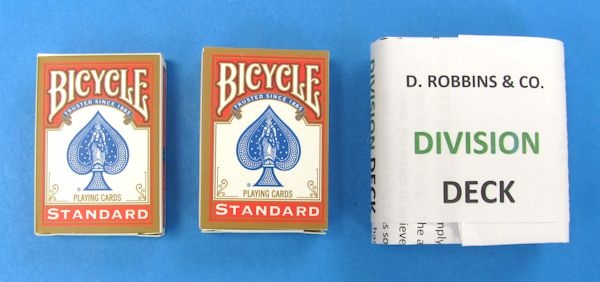 BICYCLE
TRUSTED SINCE 1885
®
PLAYING CARDS
STANDARD
BICYCLE
TRUSTED SINCE 1885
®
PLAYING CARDS
STANDARD
D. ROBBINS & CO.
DIVISION
DECK
DIVISION DECK